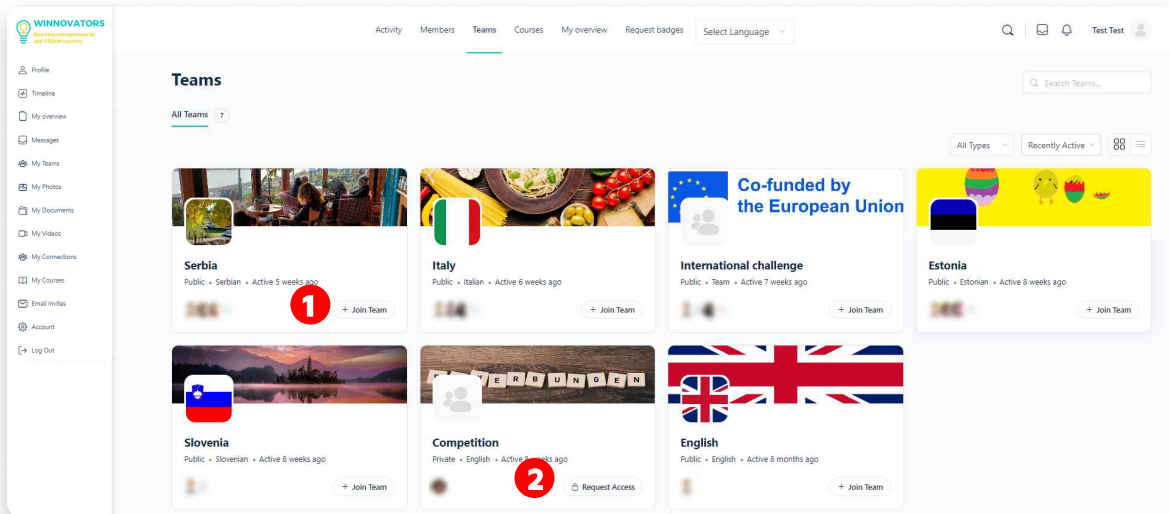 WINNOVATORS
Boosting entrepreneurial
and STEAM capacity
Activity Members Teams Courses My overview Request badges Select Language
Test Test
Profile
Timeline
My overview
Messages
My Teams
My Photos
My Documents
My Videos
My Connections
My Courses
Email Invites
Account
Log Out
Teams
Search Teams...
All Teams 7
All Types Recently Active
Co-funded by
the European Union
Serbia
Public • Serbian • Active 5 weeks ago
1 + Join Team
Italy
Public • Italian • Active 6 weeks ago
+ Join Team
International challenge
Public • Team • Active 7 weeks ago
+ Join Team
Estonia
Public • Estonian • Active 8 weeks ago
+ Join Team
Slovenia
Public • Slovenian • Active 8 weeks ago
+ Join Team
ERBUNGEN
Competition
Private • English • Active 8 weeks ago
2 Request Access
English
Public • English • Active 8 months ago
+ Join Team